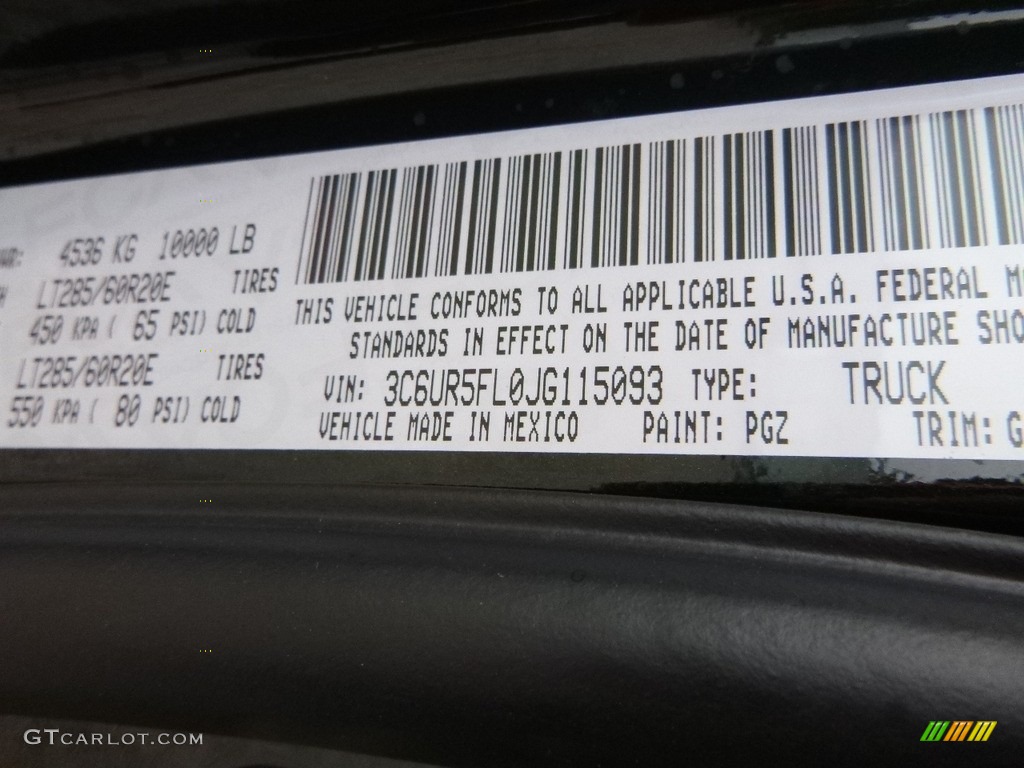 4536 KG 10000 LB
LT285/60R20E TIRES
450 KPA ( 65 PSI) COLD
LT285/60R20E TIRES
550 KPA ( 80 PSI) COLD
THIS VEHICLE CONFORMS TO ALL APPLICABLE U.S.A. FEDERAL
STANDARDS IN EFFECT ON THE DATE OF MANUFACTURE SHO
VIN: 3C6UR5FL0JG115093 TYPE: TRUCK
VEHICLE MADE IN MEXICO PAINT: PGZ TRIM: G
GTCARLOT.COM